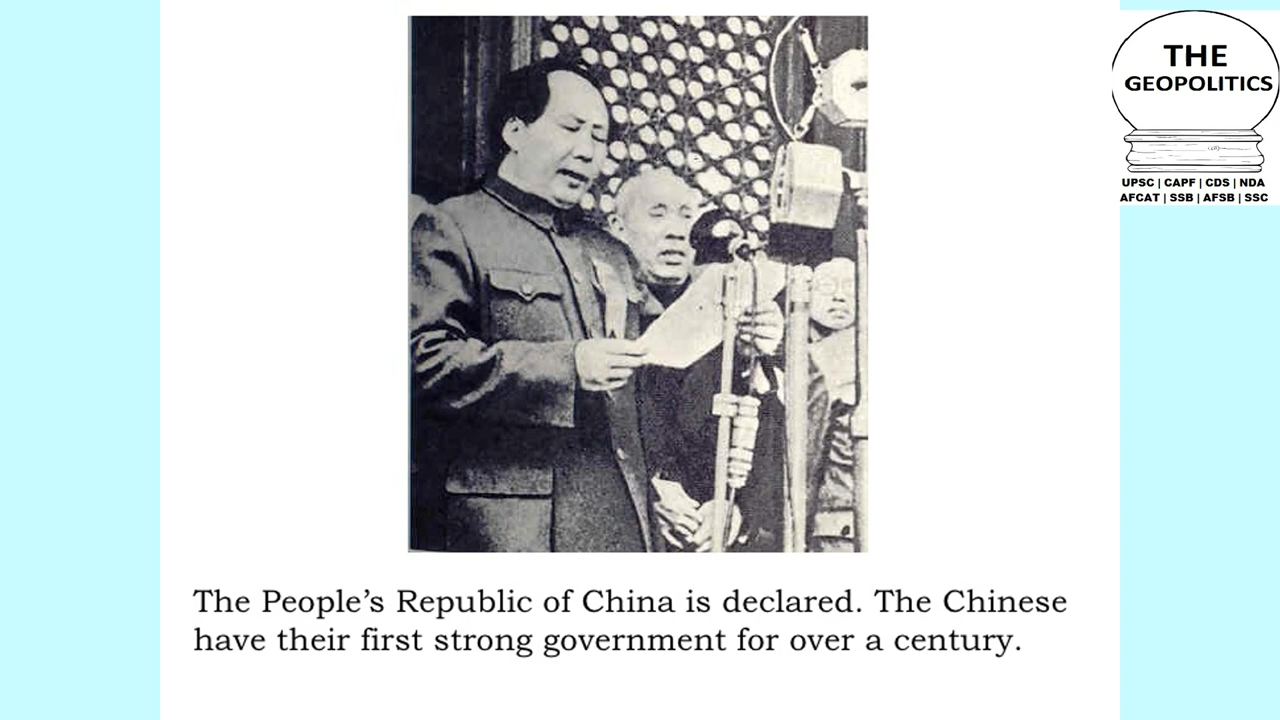 THE
GEOPOLITICS
UPSC | CAPF | CDS | NDA
AFCAT | SSB | AFSB | SSC
The People’s Republic of China is declared. The Chinese
have their first strong government for over a century.